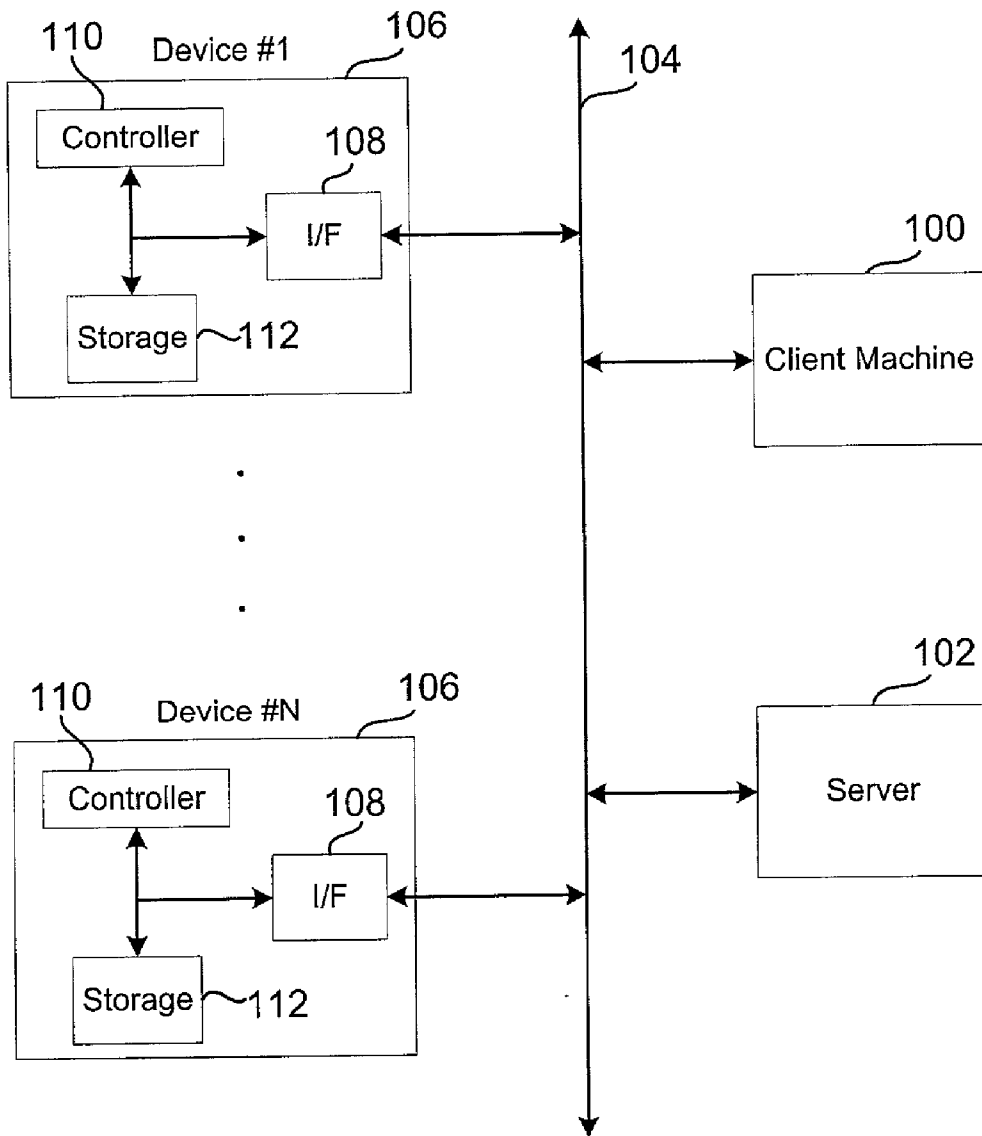 110
Device #1
106
104
Controller
108
I/F
100
Storage
112
Client Machine
102
110
Device #N
106
Controller
108
Server
I/F
Storage
112